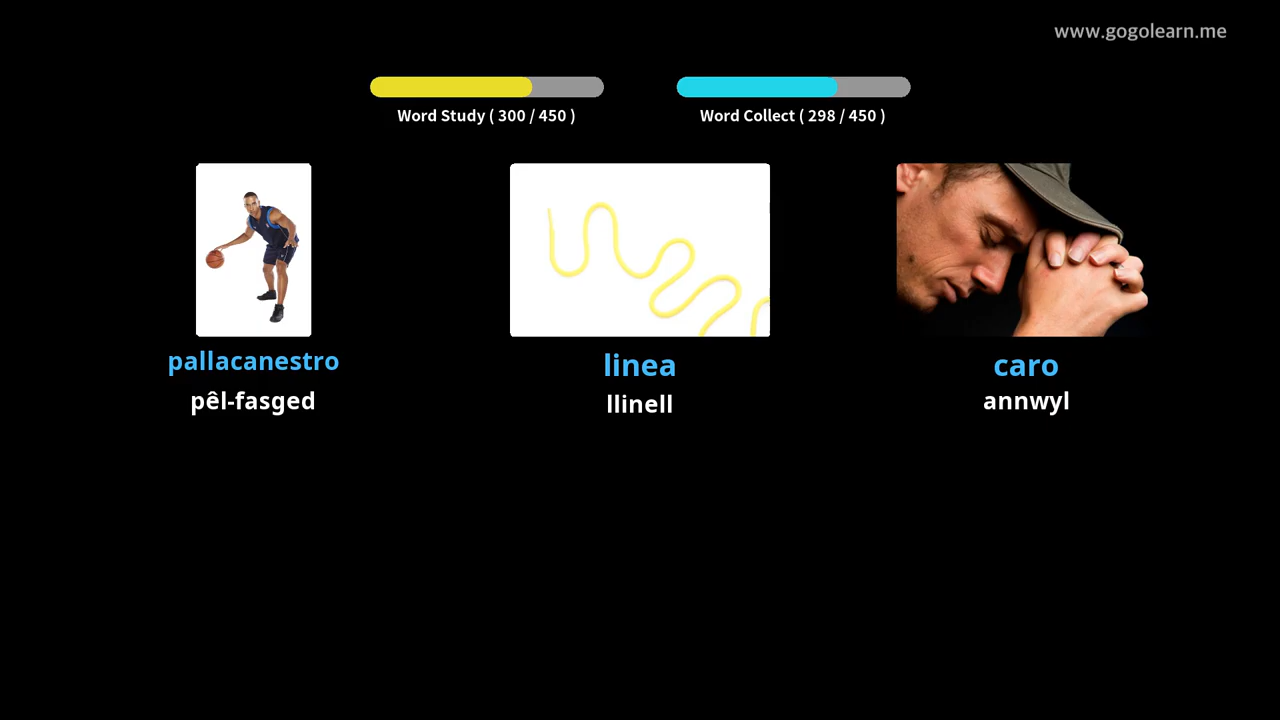 www.gogolearn.me
Word Study ( 300 / 450 )
Word Collect ( 298 / 450 )
pallacanestro
pêl-fasged
linea
llinell
caro
annwyl